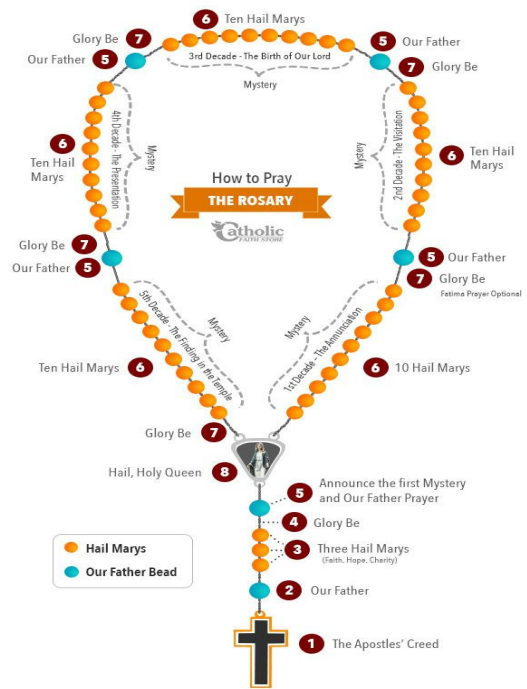 6 Ten Hail Marys
Glory Be 7
Our Father 5
5 Our Father
7 Glory Be
3rd Decade - The Birth of Our Lord
Mystery
4th Decade - The Presentation
Mystery
6
Ten Hail
Marys
Mystery
2nd Decade - The Visitation
6 Ten Hail
Marys
How to Pray
THE ROSARY
Catholic
FAITH STORE
Glory Be 7
Our Father 5
5 Our Father
7 Glory Be
Fatima Prayer Optional
5th Decade - The Finding in the Temple
Mystery
Mystery
1st Decade - The Annunciation
Ten Hail Marys 6
6 10 Hail Marys
Glory Be 7
Hail, Holy Queen 8
5 Announce the first Mystery
and Our Father Prayer
4 Glory Be
3 Three Hail Marys
(Faith, Hope, Charity)
Hail Marys
Our Father Bead
2 Our Father
1 The Apostles' Creed